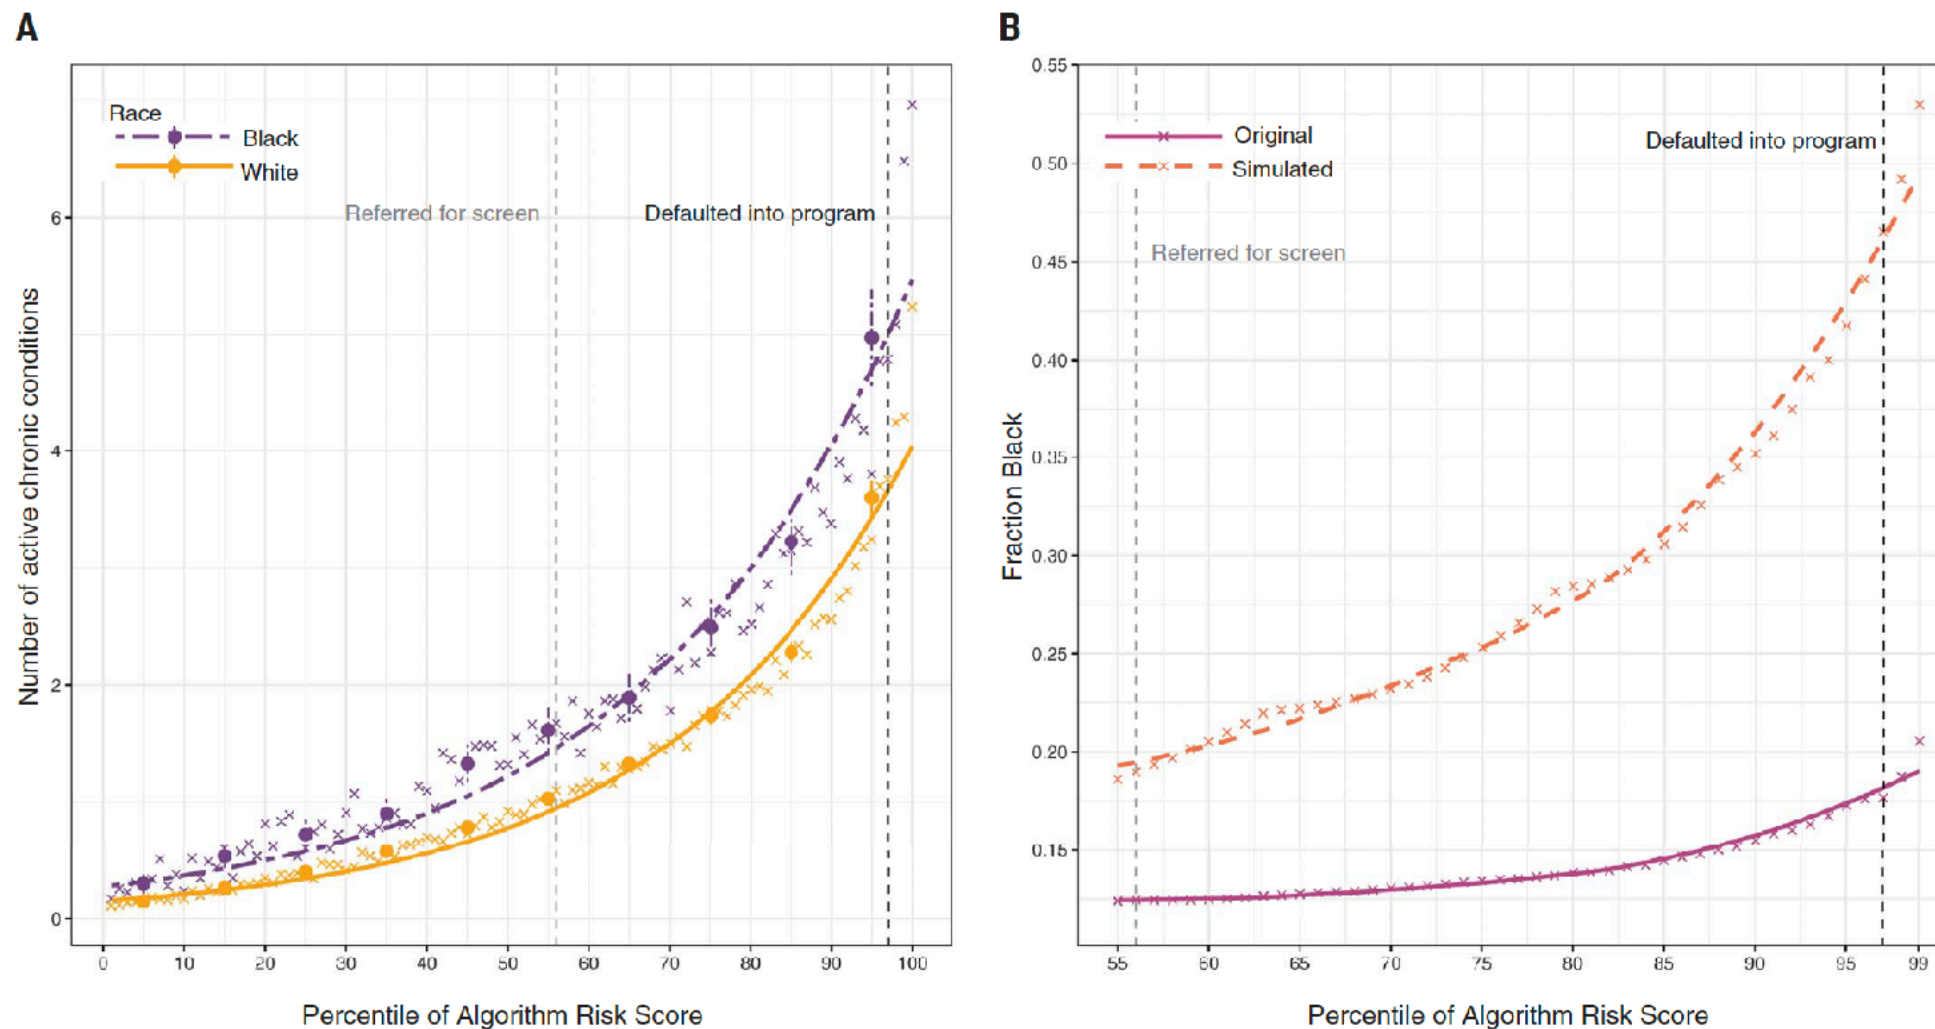 A
Race
Black
White
Referred for screen
Defaulted into program
6
4
2
0
Number of active chronic conditions
0 10 20 30 40 50 60 70 80 90 100
Percentile of Algorithm Risk Score
B
0.55
Original
Simulated
Defaulted into program
0.50
Referred for screen
0.45
0.40
0.35
0.30
0.25
0.20
0.15
Fraction Black
55 60 65 70 75 80 85 90 95 99
Percentile of Algorithm Risk Score